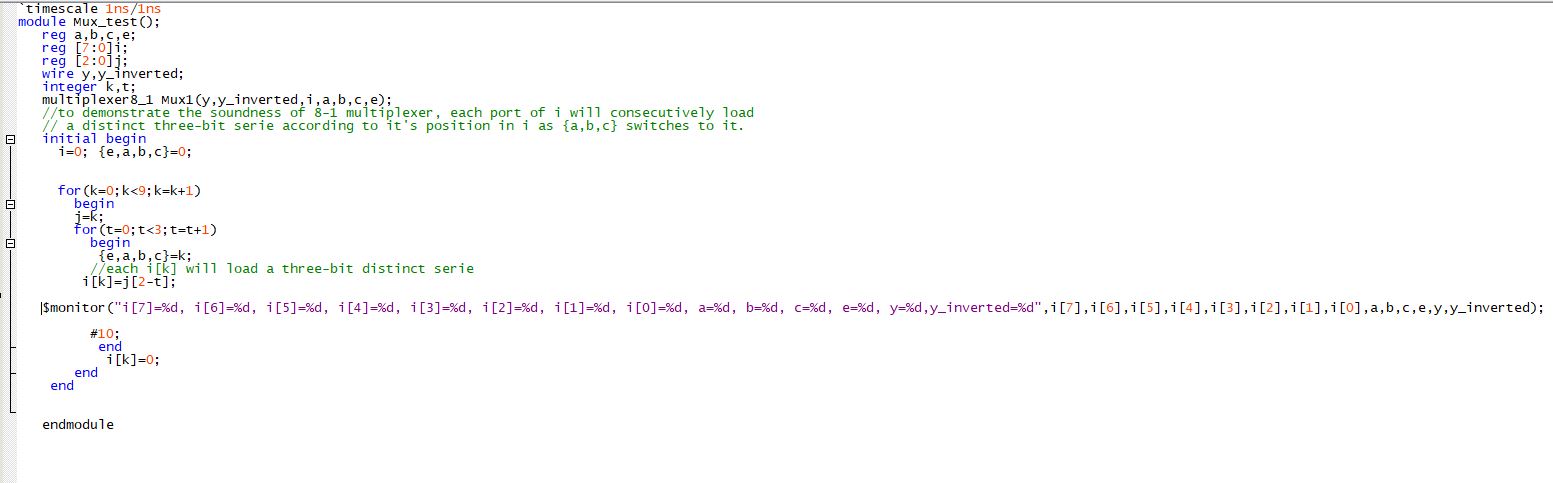 `timescale 1ns/1ns
module Mux_test();
reg a,b,c,e;
reg [7:0]i;
reg [2:0]j;
wire y,y_inverted;
integer k,t;
multiplexer8_1 Mux1(y,y_inverted,i,a,b,c,e);
//to demonstrate the soundness of 8-1 multiplexer, each port of i will consecutively load
// a distinct three-bit serie according to it's position in i as {a,b,c} switches to it.
initial begin
i=0; {e,a,b,c}=0;
for(k=0;k<9;k=k+1)
begin
j=k;
for(t=0;t<3;t=t+1)
begin
{e,a,b,c}=k;
//each i[k] will load a three-bit distinct serie
i[k]=j[2-t];
$monitor("i[7]=%d, i[6]=%d, i[5]=%d, i[4]=%d, i[3]=%d, i[2]=%d, i[1]=%d, i[0]=%d, a=%d, b=%d, c=%d, e=%d, y=%d,y_inverted=%d",i[7],i[6],i[5],i[4],i[3],i[2],i[1],i[0],a,b,c,e,y,y_inverted);
#10;
end
i[k]=0;
end
end
endmodule